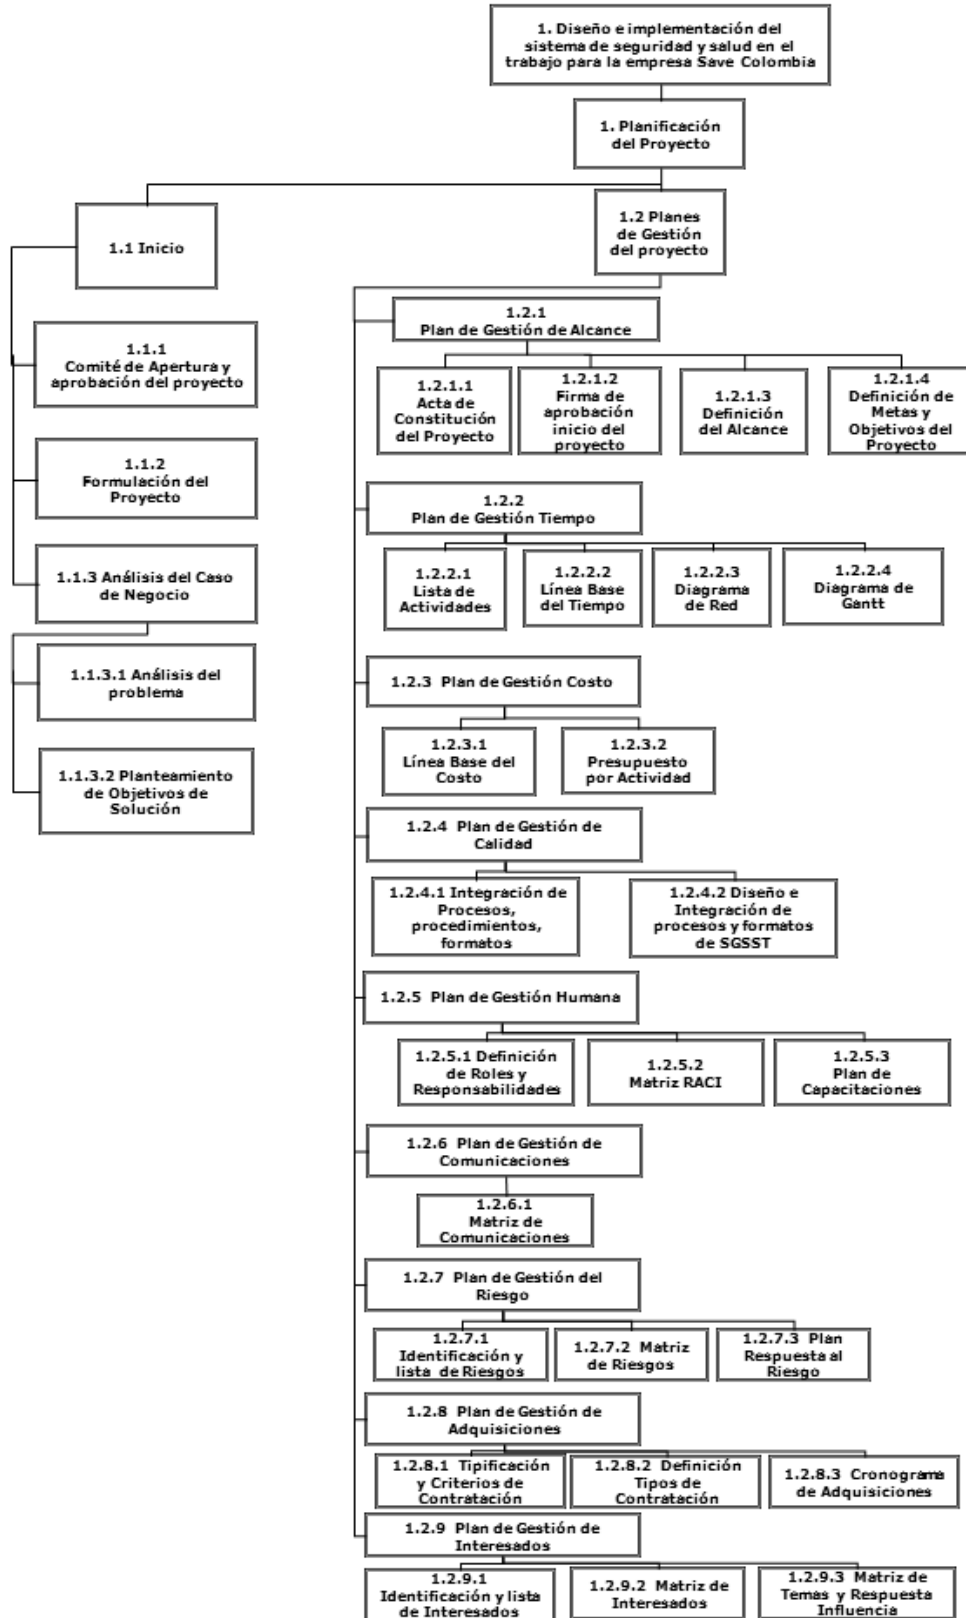 1. Diseño e implementación del
sistema de seguridad y salud en el
trabajo para la empresa Save Colombia
1. Planificación
del Proyecto
1.1 Inicio
1.2 Planes
de Gestión
del proyecto
1.1.1
Comité de Apertura y
aprobación del proyecto
1.1.2
Formulación del
Proyecto
1.1.3 Análisis del Caso
de Negocio
1.1.3.1 Análisis del
problema
1.1.3.2 Planteamiento
de Objetivos de
Solución
1.2.1
Plan de Gestión de Alcance
1.2.1.1
Acta de
Constitución
del Proyecto
1.2.1.2
Firma de
aprobación
inicio del
proyecto
1.2.1.3
Definición
del Alcance
1.2.1.4
Definición de
Metas y
Objetivos del
Proyecto
1.2.2
Plan de Gestión Tiempo
1.2.2.1
Lista de
Actividades
1.2.2.2
Línea Base
del Tiempo
1.2.2.3
Diagrama
de Red
1.2.2.4
Diagrama de
Gantt
1.2.3 Plan de Gestión Costo
1.2.3.1
Línea Base del
Costo
1.2.3.2
Presupuesto
por Actividad
1.2.4 Plan de Gestión de
Calidad
1.2.4.1 Integración de
Procesos,
procedimientos,
formatos
1.2.4.2 Diseño e
Integración de
procesos y formatos
de SGSST
1.2.5 Plan de Gestión Humana
1.2.5.1 Definición
de Roles y
Responsabilidades
1.2.5.2
Matriz RACI
1.2.5.3
Plan de
Capacitaciones
1.2.6 Plan de Gestión de
Comunicaciones
1.2.6.1
Matriz de
Comunicaciones
1.2.7 Plan de Gestión del
Riesgo
1.2.7.1
Identificación y
lista de Riesgos
1.2.7.2 Matriz
de Riesgos
1.2.7.3 Plan
Respuesta al
Riesgo
1.2.8 Plan de Gestión de
Adquisiciones
1.2.8.1 Tipificación
y Criterios de
Contratación
1.2.8.2 Definición
Tipos de
Contratación
1.2.8.3 Cronograma
de Adquisiciones
1.2.9 Plan de Gestión de
Interesados
1.2.9.1
Identificación y lista
de Interesados
1.2.9.2 Matriz de
Interesados
1.2.9.3 Matriz de
Temas y Respuesta
Influencia